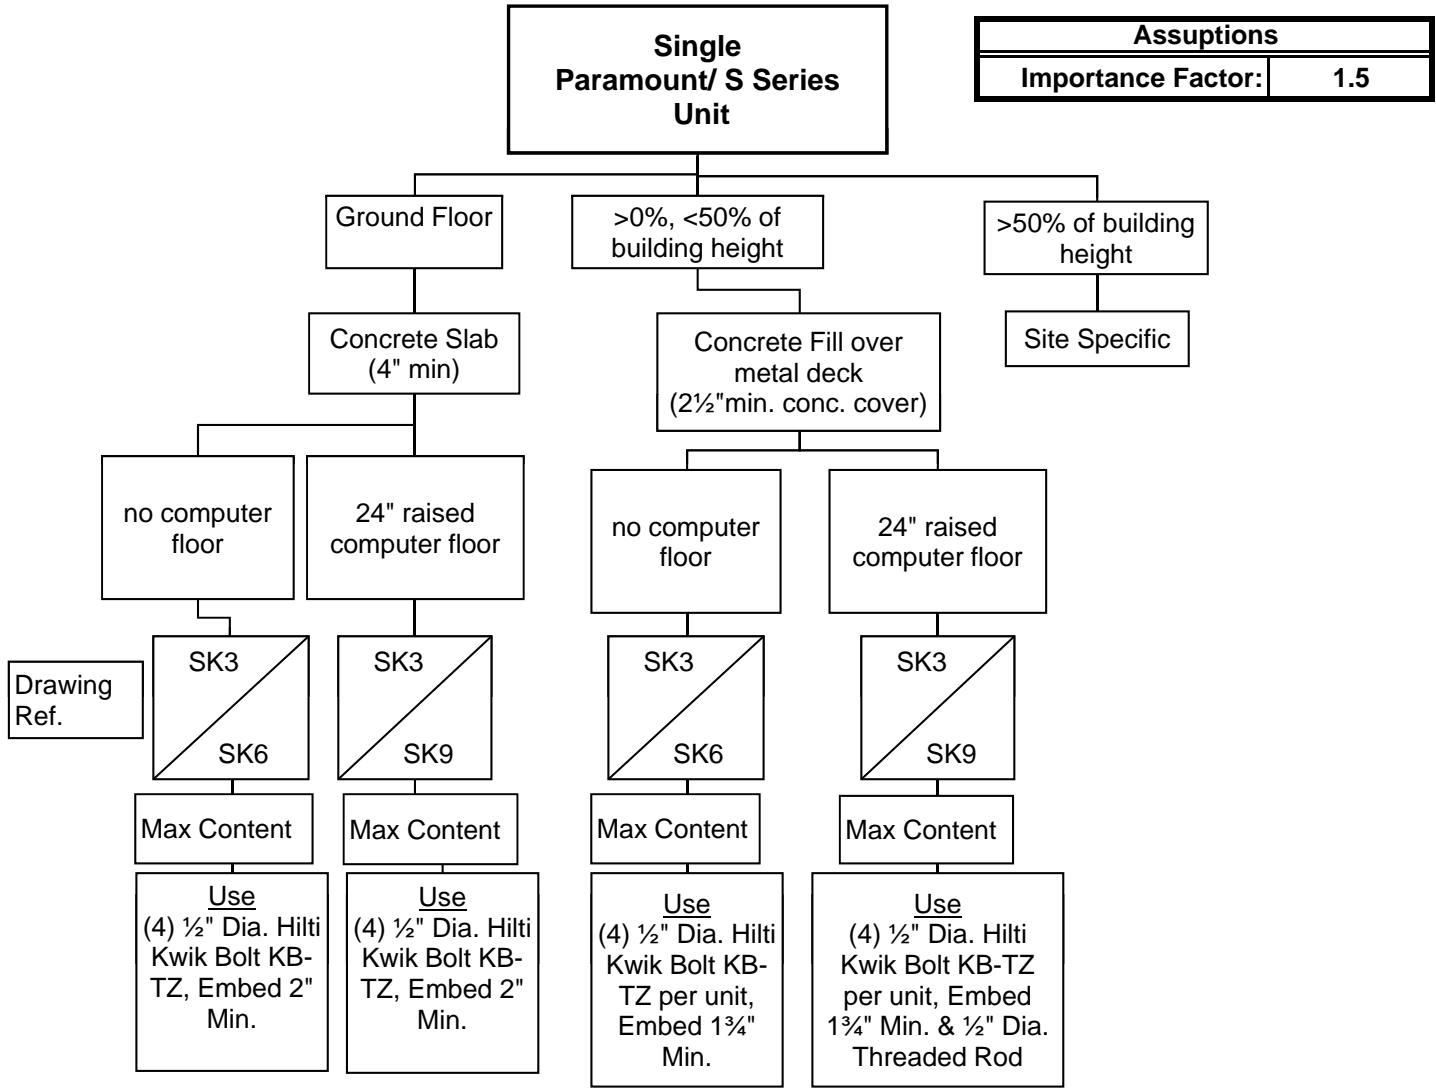 Single
Paramount/ S Series
Unit
Assuptions
Importance Factor: 1.5
Ground Floor
>0%, <50% of
building height
>50% of building
height
Concrete Slab
(4" min)
Concrete Fill over
metal deck
(2½"min. conc. cover)
Site Specific
no computer
floor
24" raised
computer floor
no computer
floor
24" raised
computer floor
Drawing
Ref.
SK3
SK6
SK3
SK9
SK3
SK6
SK3
SK9
Max Content
Max Content
Max Content
Max Content
Use
(4) ½" Dia. Hilti
Kwik Bolt KB-
TZ, Embed 2"
Min.
Use
(4) ½" Dia. Hilti
Kwik Bolt KB-
TZ, Embed 2"
Min.
Use
(4) ½" Dia. Hilti
Kwik Bolt KB-
TZ per unit,
Embed 1¾"
Min.
Use
(4) ½" Dia. Hilti
Kwik Bolt KB-TZ
per unit, Embed
1¾" Min. & ½" Dia.
Threaded Rod